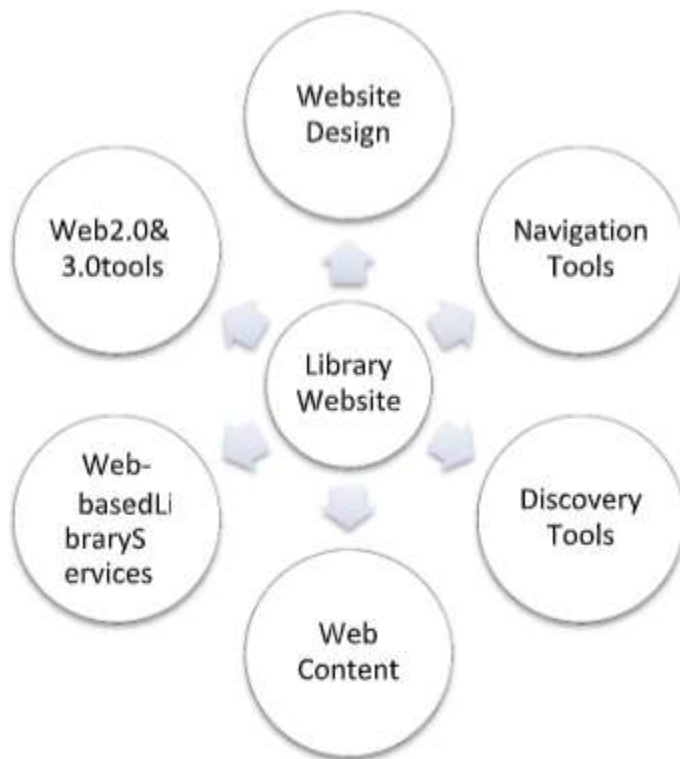 Website
Design
Web2.0&
3.0tools
Navigation
Tools
Library
Website
Web-
basedLi
braryS
ervices
Discovery
Tools
Web
Content